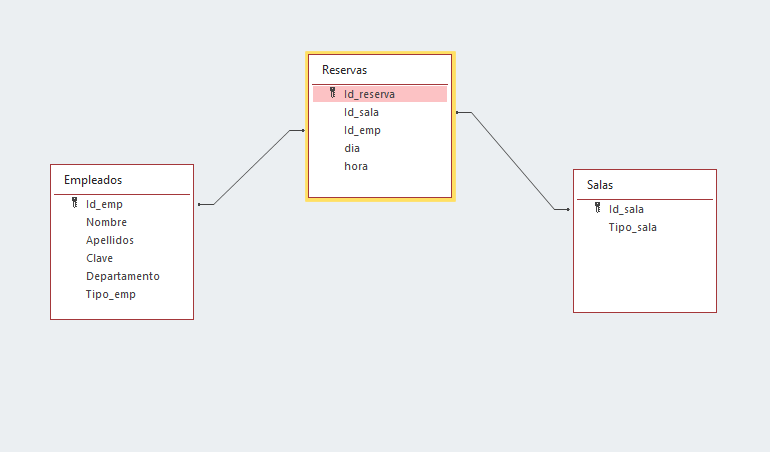 Reservas
Id_reserva
Id_sala
Id_emp
dia
hora
Empleados
Id_emp
Nombre
Apellidos
Clave
Departamento
Tipo_emp
Salas
Id_sala
Tipo_sala